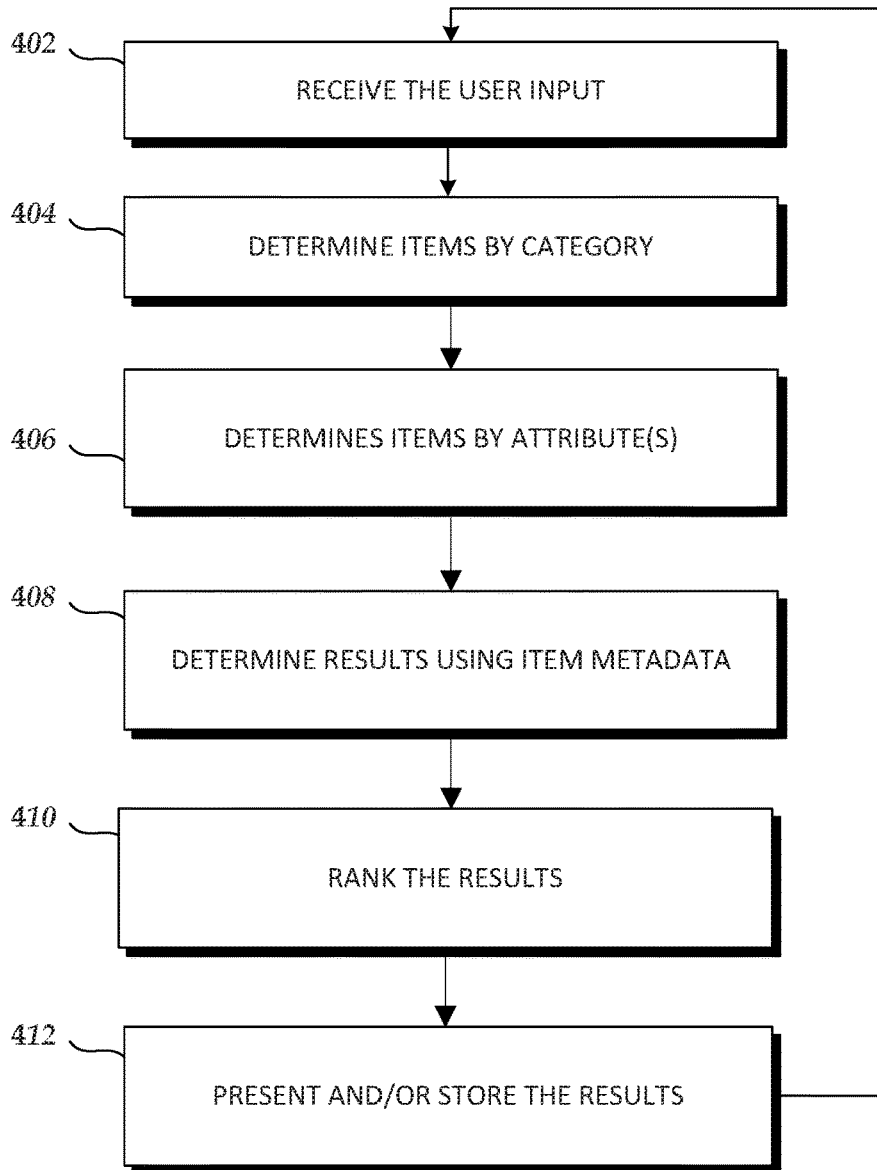 402
RECEIVE THE USER INPUT
404
DETERMINE ITEMS BY CATEGORY
406
DETERMINES ITEMS BY ATTRIBUTE(S)
408
DETERMINE RESULTS USING ITEM METADATA
410
RANK THE RESULTS
412
PRESENT AND/OR STORE THE RESULTS